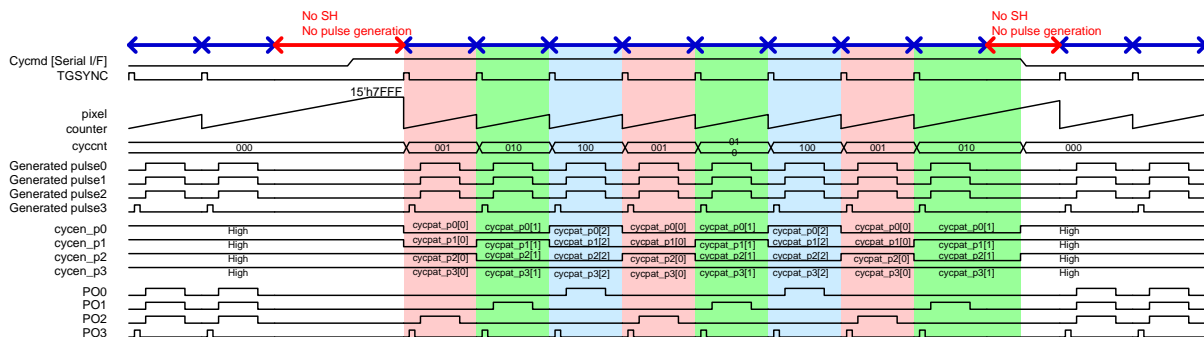 No SH
No pulse generation
No SH
No pulse generation
Cycmd [Serial I/F]
TGSYNC
15'h7FFF
pixel
counter
cyccnt 000 001 010 100 001 01 0 100 001 010 000
Generated pulse0
Generated pulse1
Generated pulse2
Generated pulse3
cycen_p0 High cycpat_p0[0] cycpat_p0[1] cycpat_p0[2] cycpat_p0[0] cycpat_p0[1] cycpat_p0[2] cycpat_p0[0] cycpat_p0[1] High
cycen_p1 High cycpat_p1[0] cycpat_p1[1] cycpat_p1[2] cycpat_p1[0] cycpat_p1[1] cycpat_p1[2] cycpat_p1[0] cycpat_p1[1] High
cycen_p2 High cycpat_p2[0] cycpat_p2[1] cycpat_p2[2] cycpat_p2[0] cycpat_p2[1] cycpat_p2[2] cycpat_p2[0] cycpat_p2[1] High
cycen_p3 High cycpat_p3[0] cycpat_p3[1] cycpat_p3[2] cycpat_p3[0] cycpat_p3[1] cycpat_p3[2] cycpat_p3[0] cycpat_p3[1] High
PO0
PO1
PO2
PO3